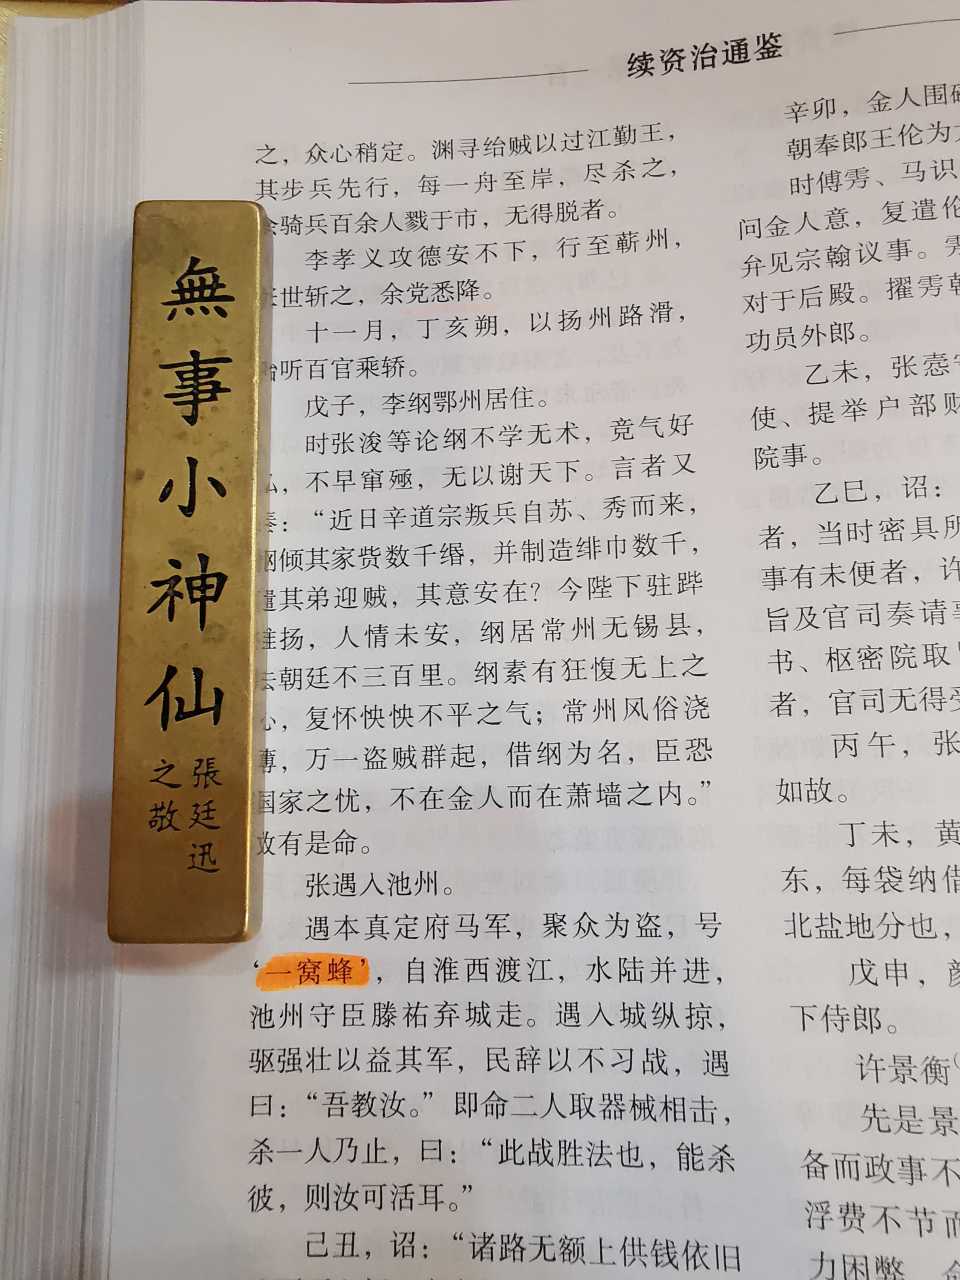 续资治通鉴
無事小神仙
張廷迅
之敬
之，众心稍定。渊寻给贼以过江勤王，
其步兵先行，每一舟至岸，尽杀之，
余骑兵百余人戮于市，无得脱者。
李孝义攻德安不下，行至蕲州，
世斩之，余党悉降。
十一月，丁亥朔，以扬州路滑，
始听百官乘轿。
戊子，李纲鄂州居住。
时张浚等论纲不学无术，竞气好
私，不早窜殛，无以谢天下。言者又
奏：“近日辛道宗叛兵自苏、秀而来，
纲倾其家赀数千缗，并制造绯巾数千，
遣其弟迎贼，其意安在？今陛下驻跸
维扬，人情未安，纲居常州无锡县，
去朝廷不三百里。纲素有狂愎无上之
心，复怀怏怏不平之气；常州风俗浇
薄，万一盗贼群起，借纲为名，臣恐
国家之忧，不在金人而在萧墙之内。”
故有是命。
张遇入池州。
遇本真定府马军，聚众为盗，号
‘一窝蜂’，自淮西渡江，水陆并进，
池州守臣滕祐弃城走。遇入城纵掠，
驱强壮以益其军，民辞以不习战，遇
曰：“吾教汝。”即命二人取器械相击，
杀一人乃止，曰：“此战胜法也，能杀
彼，则汝可活耳。”
己丑，诏：“诸路无额上供钱依旧
辛卯，金人围
朝奉郎王伦为
时傅雱、马识
问金人意，复遣伦
弁见宗翰议事。雱
对于后殿。擢雱朝
功员外郎。
乙未，张悫
使、提举户部财
院事。
乙巳，诏：
者，当时密具所
事有未便者，许
旨及官司奏请事
书、枢密院取
者，官司无得受
丙午，张
如故。
丁未，黄
东，每袋纳借
北盐地分也，
戊申，颜
下侍郎。
许景衡
先是景
备而政事不
浮费不节而
力困弊，